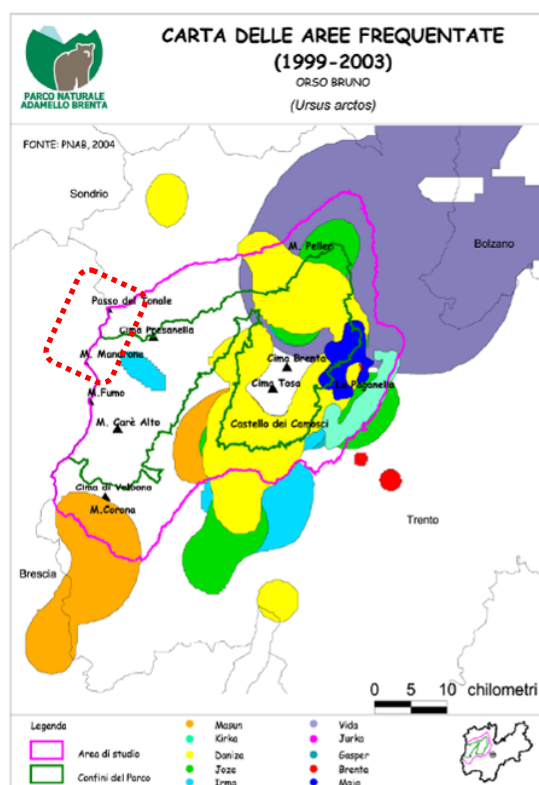 PARCO NATURALE
ADAMELLO BRENTA
CARTA DELLE AREE FREQUENTATE
(1999-2003)
ORSO BRUNO
(Ursus arctos)
FONTE: PNAB, 2004
Sondrio
Bolzano
M. Peller
Passo del Tonale
Cima Presanella
M. Mandrone
Cima Brenta
La Paganella
Cima Tosa
M.Fumo
M. Carè Alto
Castello dei Camosci
Cima di Valbona
M.Corona
Trento
Brescia
0 5 10 chilometri
Legenda
Area di studio
Confini del Parco
Masun
Kirka
Daniza
Joze
Irma
Vida
Jurka
Gasper
Brenta
Maja